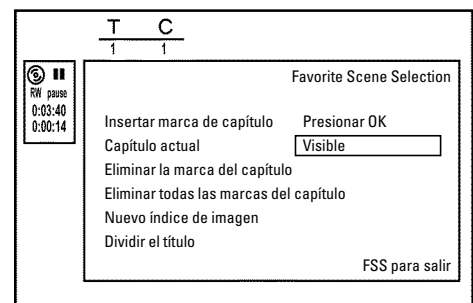 T C
1 1
RW pause
0:03:40
0:00:14
Favorite Scene Selection
Insertar marca de capítulo Presionar OK
Capítulo actual Visible
Eliminar la marca del capítulo
Eliminar todas las marcas del capítulo
Nuevo índice de imagen
Dividir el título
FSS para salir